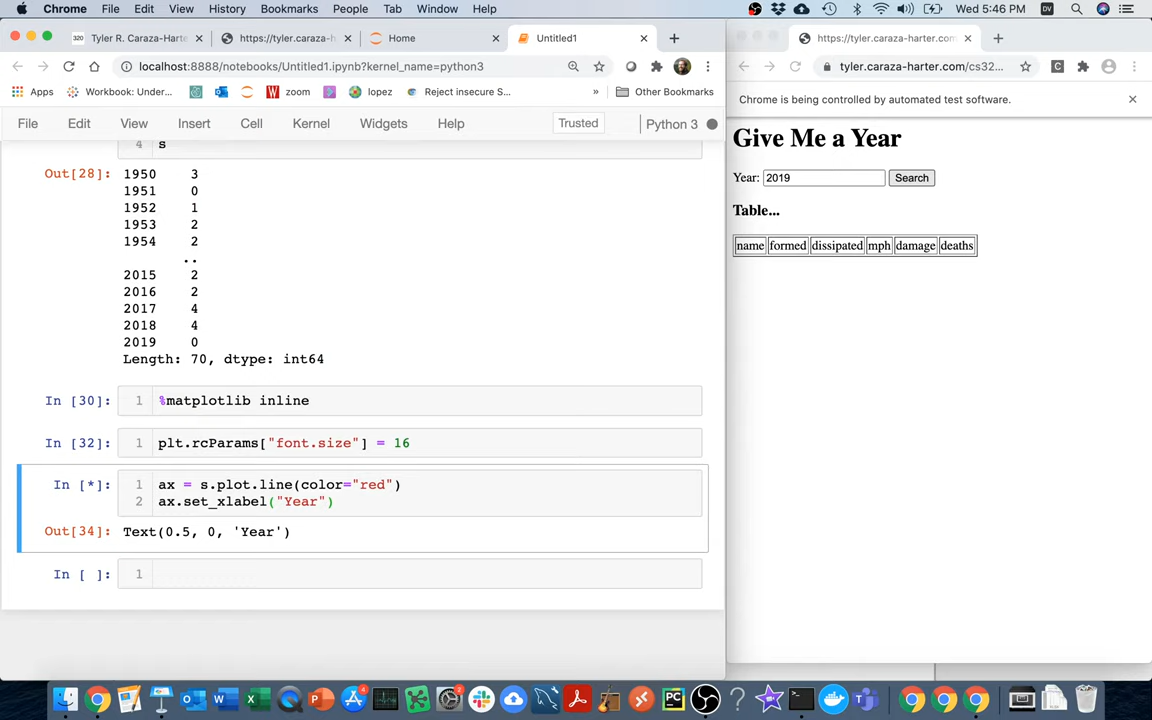 Chrome File Edit View History Bookmarks People Tab Window Help Wed 5:46 PM DV
320 Tyler R. Caraza-Harte https://tyler.caraza-h Home Untitled1
https://tyler.caraza-harter.com
localhost:8888/notebooks/Untitled1.ipynb?kernel_name=python3
tyler.caraza-harter.com/cs32...
Apps Workbook: Under... zoom lopez Reject insecure S... » Other Bookmarks
Chrome is being controlled by automated test software.
File Edit View Insert Cell Kernel Widgets Help Trusted Python 3
Give Me a Year
4 s
Year: 2019 Search
Table...
name formed dissipated mph damage deaths
Out[28]: 1950 3
1951 0
1952 1
1953 2
1954 2
..
2015 2
2016 2
2017 4
2018 4
2019 0
Length: 70, dtype: int64
In [30]: 1 %matplotlib inline
In [32]: 1 plt.rcParams["font.size"] = 16
In [*]: 1 ax = s.plot.line(color="red")
2 ax.set_xlabel("Year")
Out[34]: Text(0.5, 0, 'Year')
In [ ]: 1